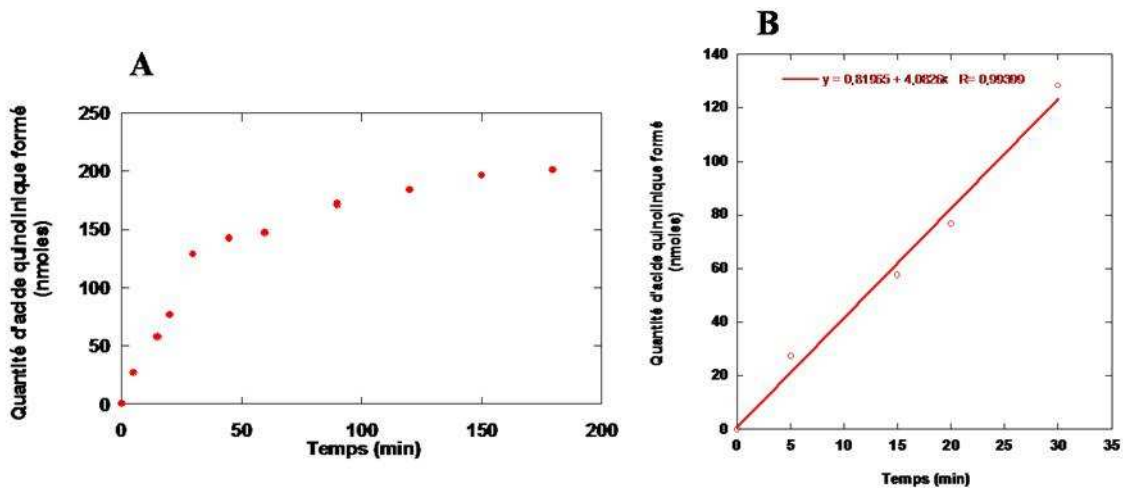 A
250
200
150
100
50
0
0 50 100 150 200
Temps (min)
Quantité d'acide quinolinique formé
(nmoles)
B
140
120
100
80
60
40
20
0
0 5 10 15 20 25 30 35
Temps (min)
Quantité d'acide quinolinique formé
(nmoles)
y = 0,81965 + 4,0826x R= 0,99399